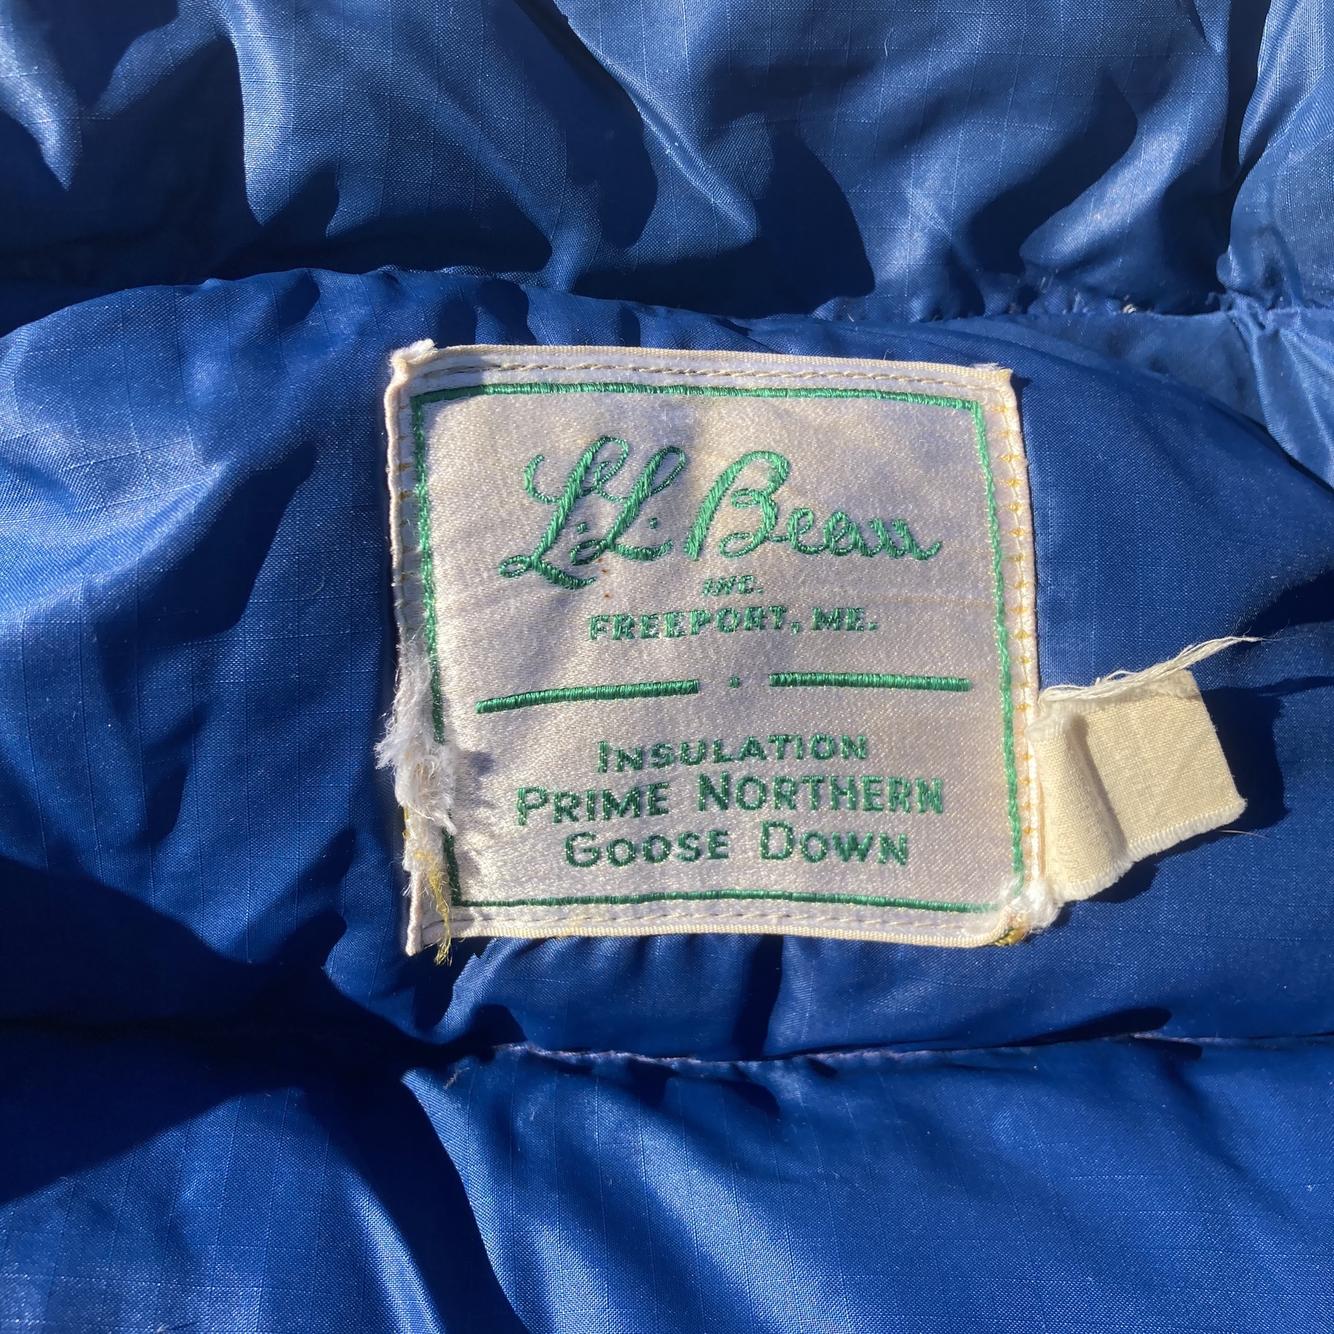 L.L. Bean
INC.
FREEPORT, ME.
INSULATION
PRIME NORTHERN
GOOSE DOWN